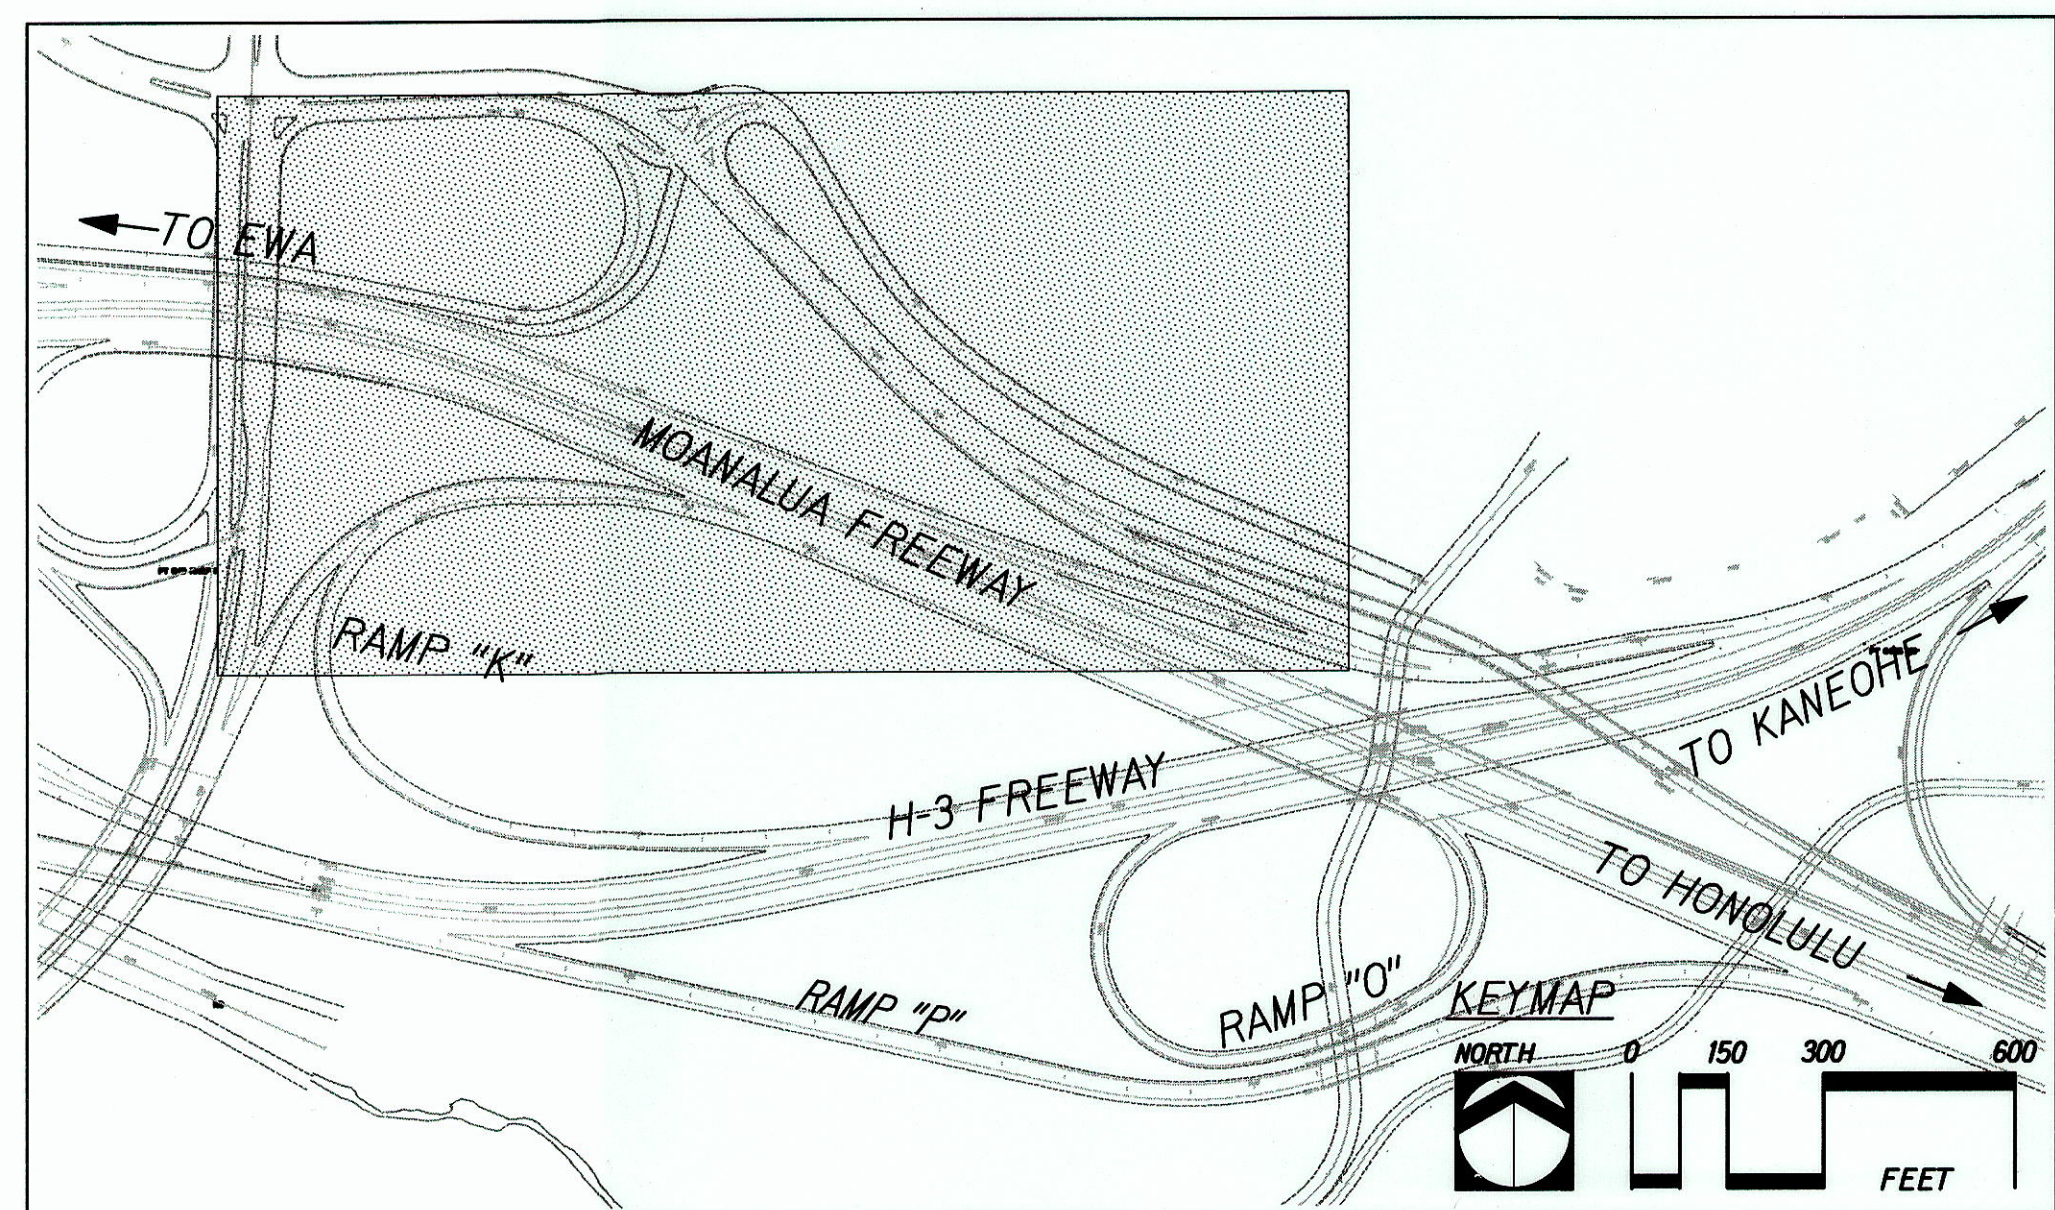 TO EWA
MOANALUA FREEWAY
RAMP "K"
H-3 FREEWAY
TO KANEOHE
TO HONOLULU
RAMP "P"
RAMP "O"
KEYMAP
NORTH
0 150 300 600
FEET